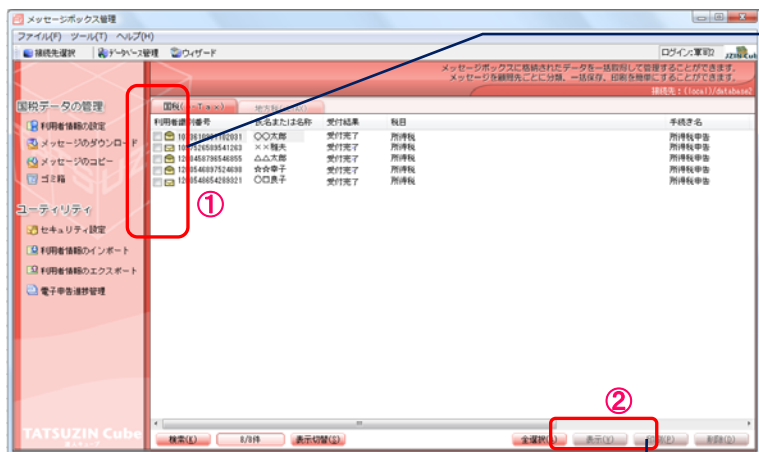 メッセージボックス管理
ファイル(F) ツール(T) ヘルプ(H)
接続先選択 データベース管理 ウィザード ログイン:軍司2
メッセージボックスに格納されたデータを一括取得して管理することができます。
メッセージを顧問先ごとに分類、一括保存、印刷を簡単にすることができます。
接続先:(local)/database2
国税データの管理
利用者情報の設定
メッセージのダウンロード
メッセージのコピー
ゴミ箱
ユーティリティ
セキュリティ設定
利用者情報のインポート
利用者情報のエクスポート
電子申告進捗管理
TATSUZIN Cube
利用者識別番号 氏名または名称 受付結果 税目 手続き名
〇〇太郎 受付完了 所得税 所得税申告
××雅夫 受付完了 所得税 所得税申告
△△太郎 受付完了 所得税 所得税申告
☆☆幸子 受付完了 所得税 所得税申告
〇口良子 受付完了 所得税 所得税申告
①
②
検索(K) 8/8件 表示切替(S) 表示(V) 削除(D)